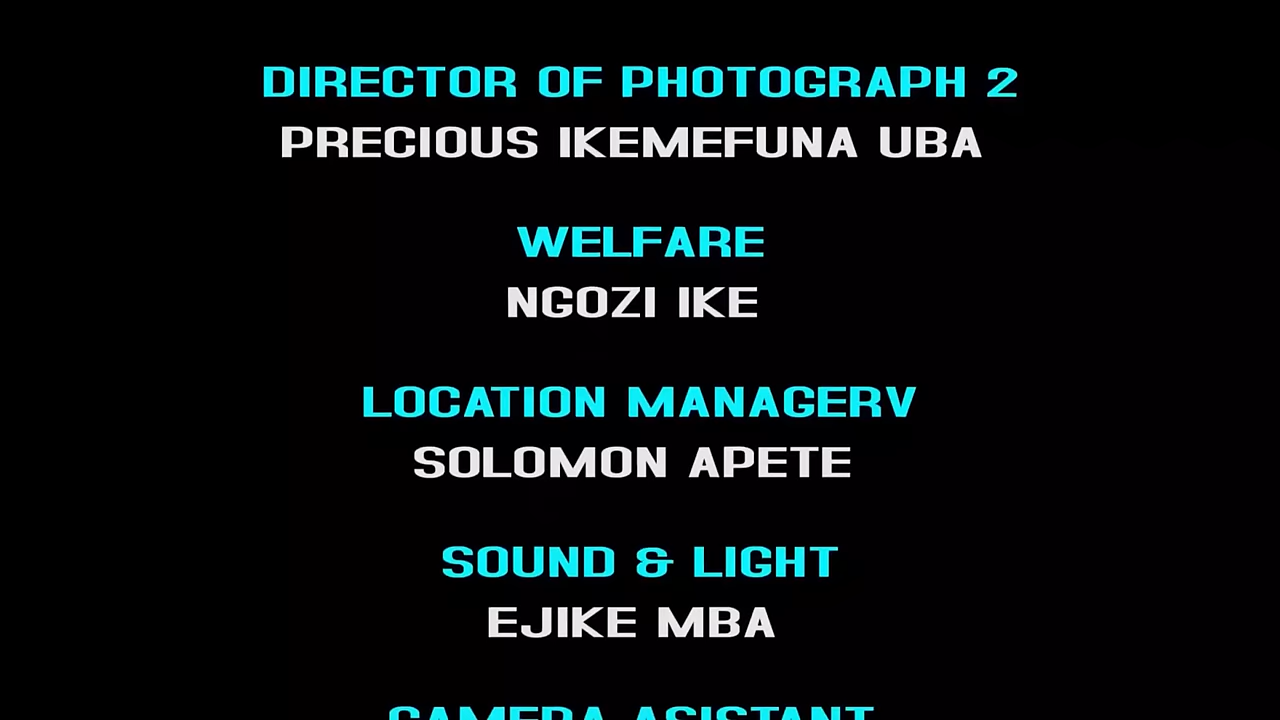 DIRECTOR OF PHOTOGRAPH 2
PRECIOUS IKEMEFUNA UBA
WELFARE
NGOZI IKE
LOCATION MANAGERV
SOLOMON APETE
SOUND & LIGHT
EJIKE MBA
CAMERA ASISTANT